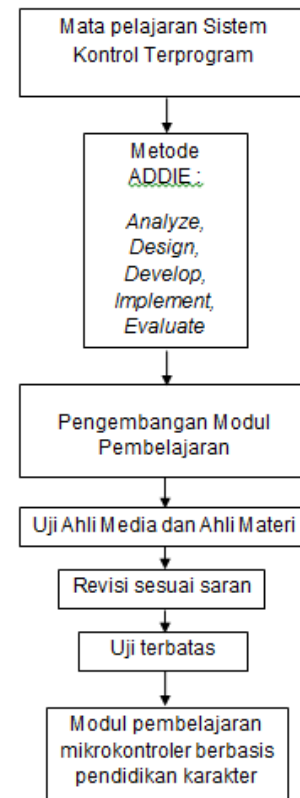 Mata pelajaran Sistem
Kontrol Terprogram
Metode
ADDIE :
Analyze,
Design,
Develop,
Implement,
Evaluate
Pengembangan Modul
Pembelajaran
Uji Ahli Media dan Ahli Materi
Revisi sesuai saran
Uji terbatas
Modul pembelajaran
mikrokontroler berbasis
pendidikan karakter